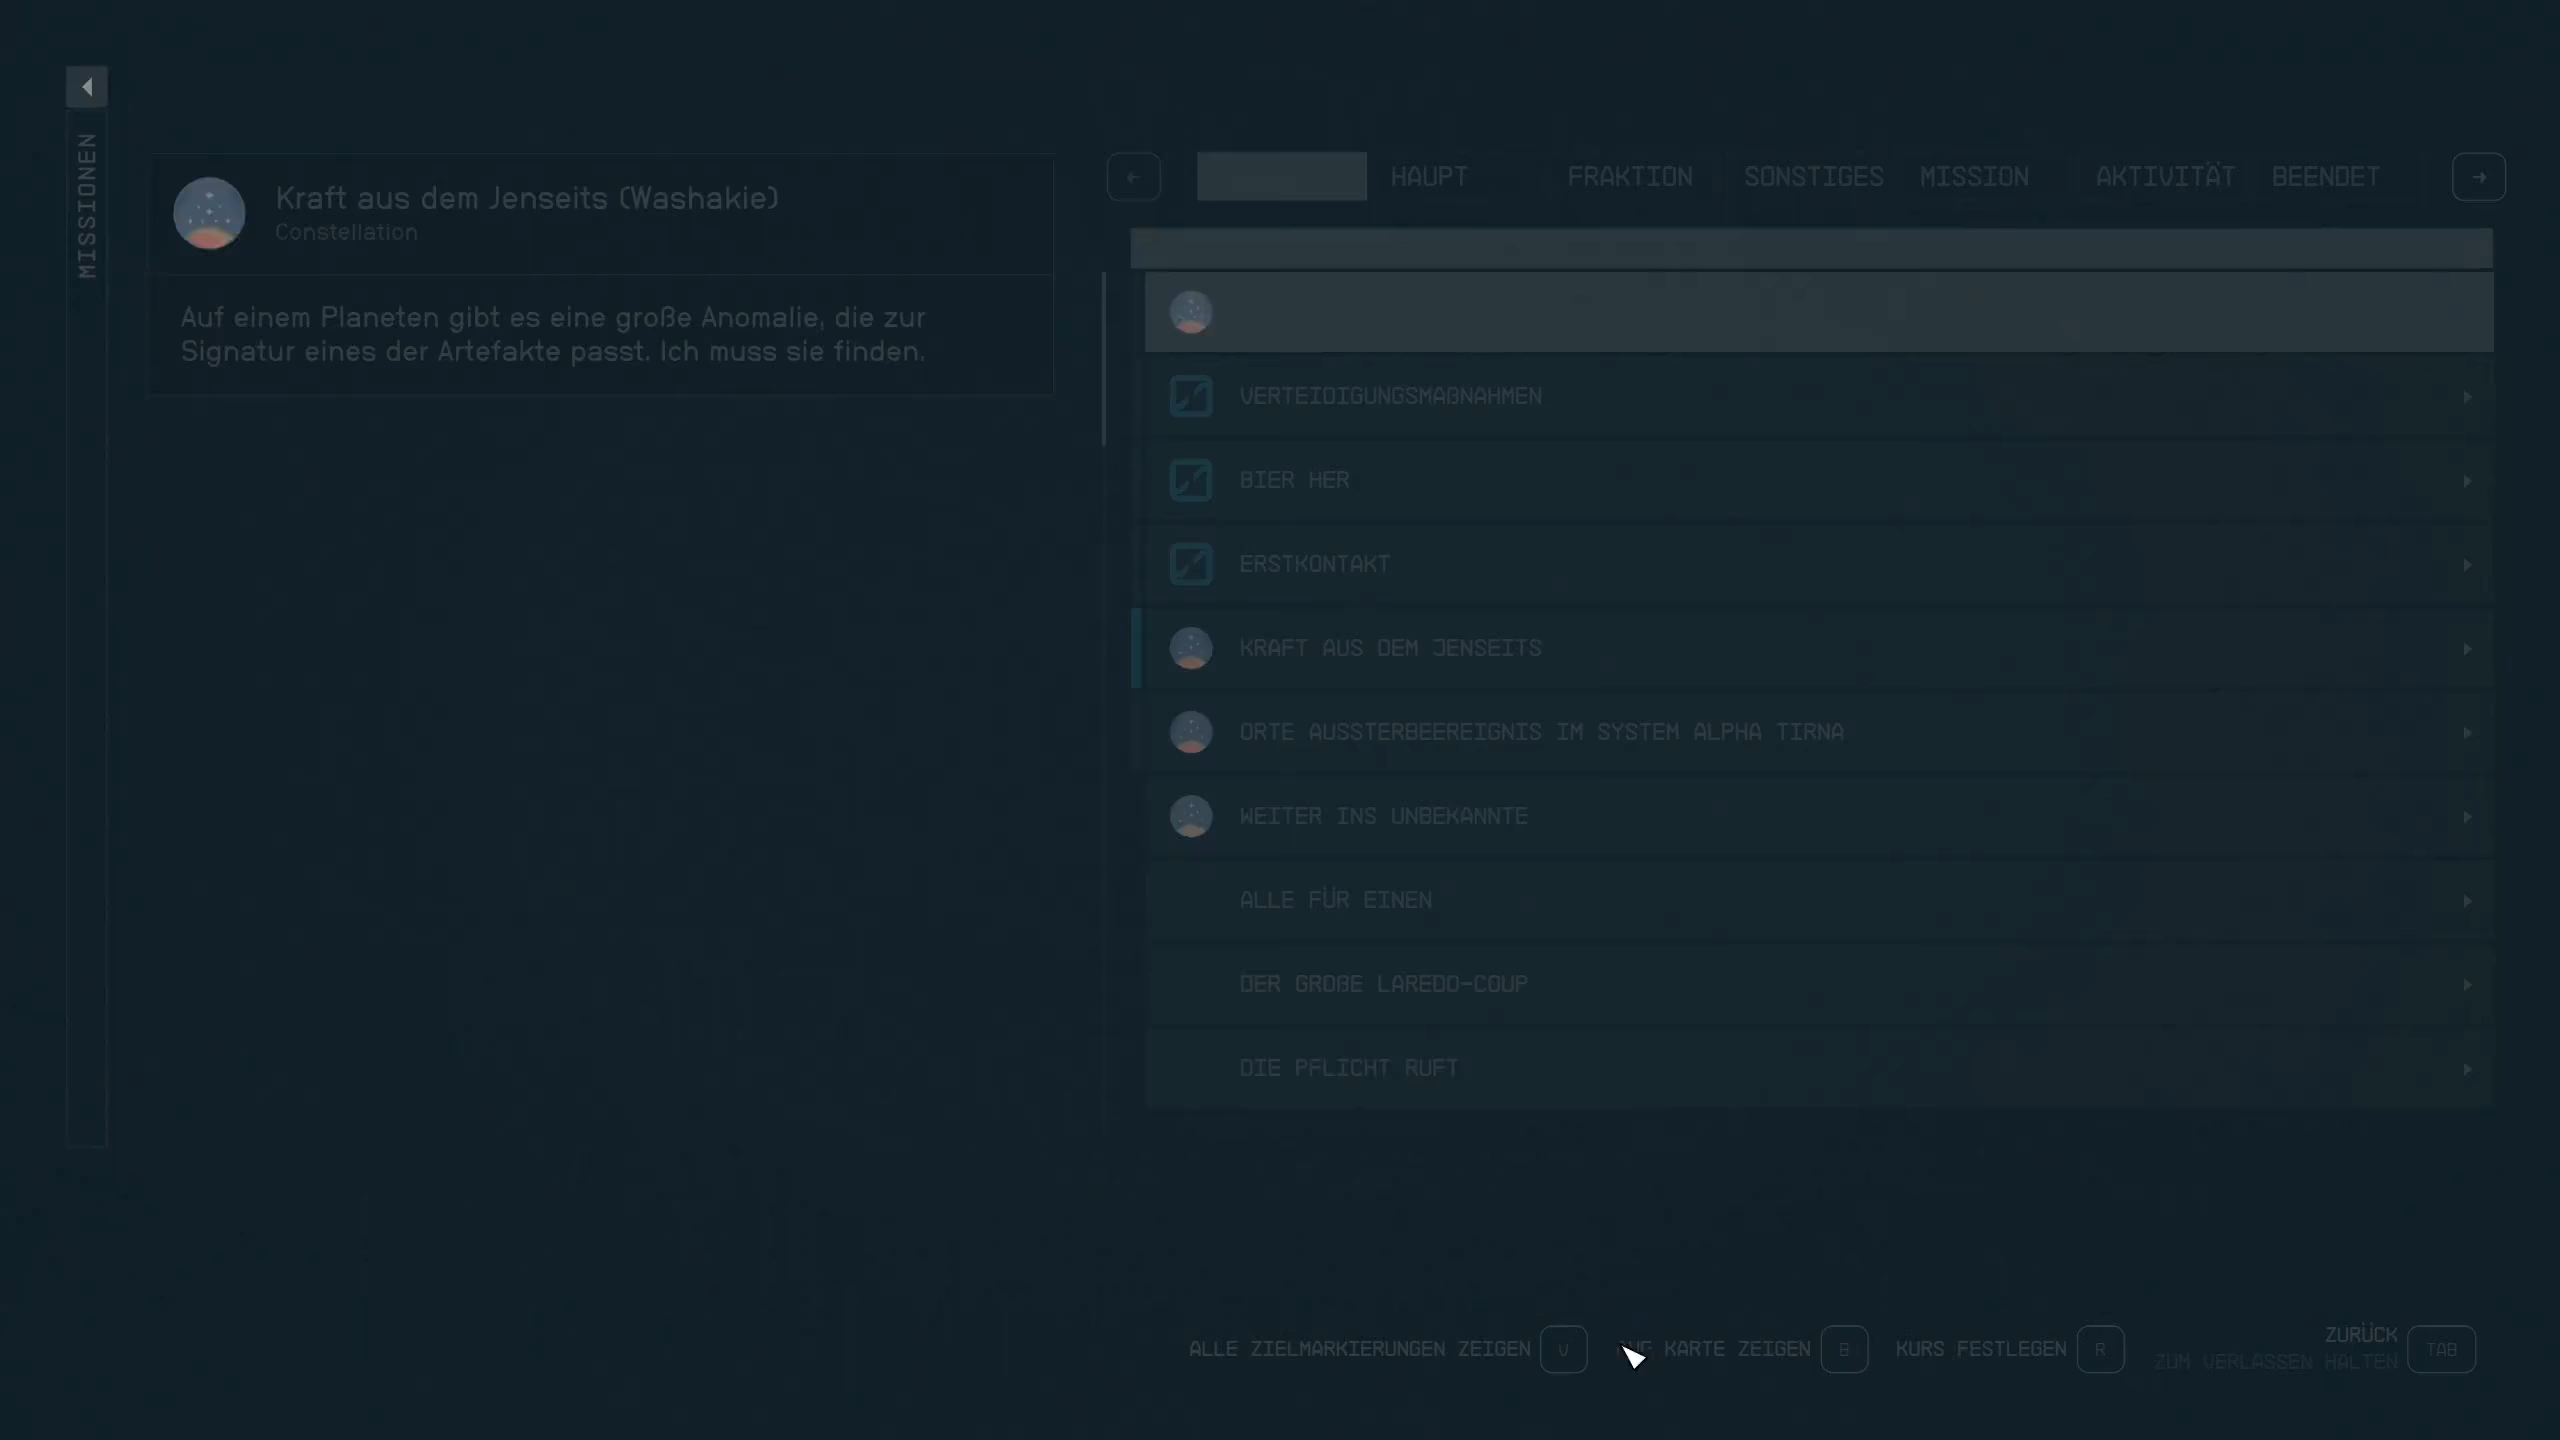 MISSIONEN
Kraft aus dem Jenseits (Washakie)
Constellation
Auf einem Planeten gibt es eine große Anomalie, die zur
Signatur eines der Artefakte passt. Ich muss sie finden.
HAUPT FRAKTION SONSTIGES MISSION AKTIVITÄT BEENDET
VERTEIDIGUNGSMAßNAHMEN
BIER HER
ERSTKONTAKT
KRAFT AUS DEM JENSEITS
ORTE AUSSTERBEEREIGNIS IM SYSTEM ALPHA TIRNA
WEITER INS UNBEKANNTE
ALLE FÜR EINEN
DER GROßE LAREDO-COUP
DIE PFLICHT RUFT
ALLE ZIELMARKIERUNGEN ZEIGEN V KARTE ZEIGEN B KURS FESTLEGEN R ZURÜCK TAB
ZUM VERLASSEN HALTEN